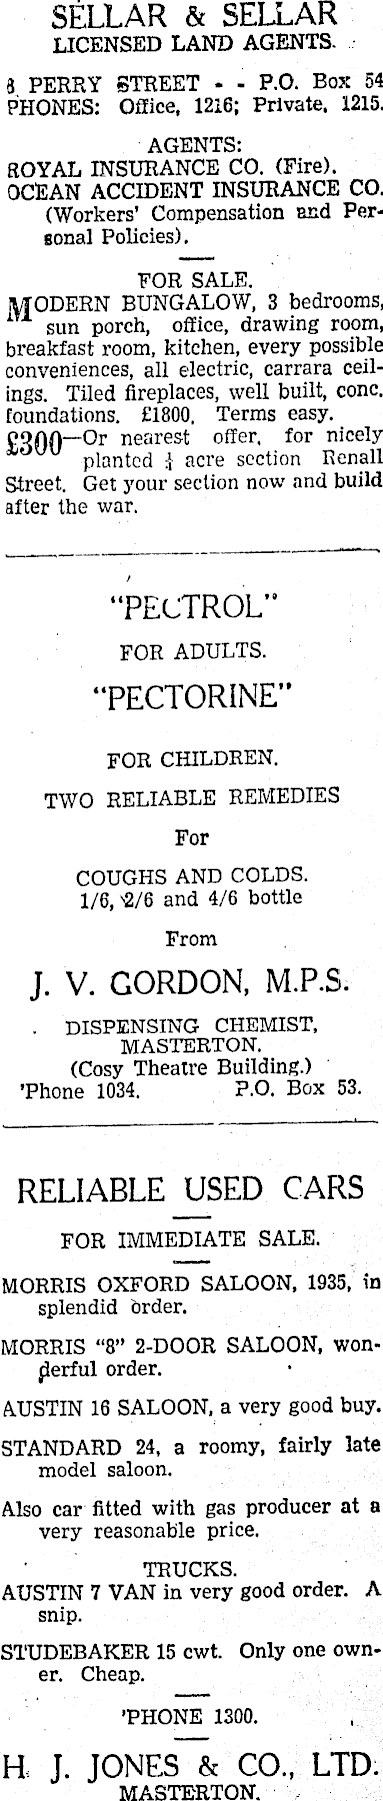 SELLAR & SELLAR
LICENSED LAND AGENTS.
8 PERRY STREET - - P.O. Box 54
PHONES: Office, 1216; Private, 1215.
AGENTS:
ROYAL INSURANCE CO. (Fire).
OCEAN ACCIDENT INSURANCE CO.
(Workers' Compensation and Per-
sonal Policies).
FOR SALE.
MODERN BUNGALOW, 3 bedrooms,
sun porch, office, drawing room,
breakfast room, kitchen, every possible
conveniences, all electric, carrara ceil-
ings. Tiled fireplaces, well built, conc.
foundations. £1800. Terms easy.
£300—Or nearest offer, for nicely
planted acre section Renall
Street. Get your section now and build
after the war.
"PECTROL"
FOR ADULTS.
"PECTORINE"
FOR CHILDREN.
TWO RELIABLE REMEDIES
For
COUGHS AND COLDS.
1/6, 2/6 and 4/6 bottle
From
J. V. GORDON, M.P.S.
DISPENSING CHEMIST,
MASTERTON.
(Cosy Theatre Building.)
'Phone 1034. P.O. Box 53.
RELIABLE USED CARS
FOR IMMEDIATE SALE.
MORRIS OXFORD SALOON, 1935, in
splendid order.
MORRIS "8" 2-DOOR SALOON, won-
derful order.
AUSTIN 16 SALOON, a very good buy.
STANDARD 24, a roomy, fairly late
model saloon.
Also car fitted with gas producer at a
very reasonable price.
TRUCKS.
AUSTIN 7 VAN in very good order. A
snip.
STUDEBAKER 15 cwt. Only one own-
er. Cheap.
'PHONE 1300.
H. J. JONES & CO., LTD.
MASTERTON.